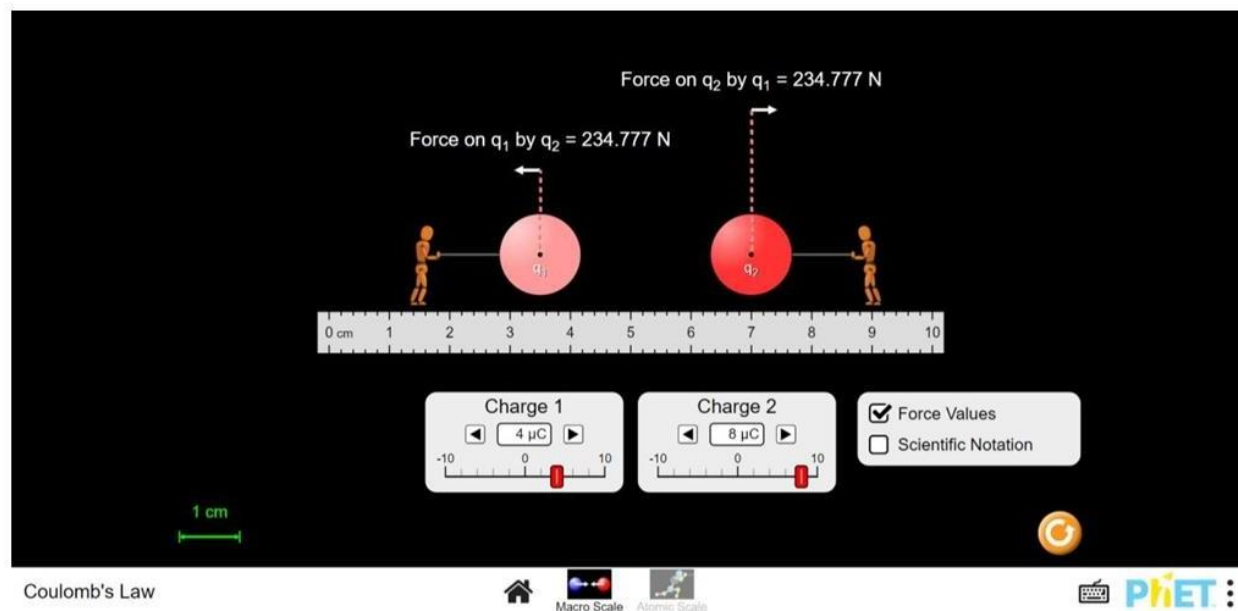 Force on q₂ by q₁ = 234.777 N
Force on q₁ by q₂ = 234.777 N
q₁
q₂
0 cm 1 2 3 4 5 6 7 8 9 10
Charge 1
4 μC
-10 0 10
Charge 2
8 μC
-10 0 10
Force Values
Scientific Notation
1 cm
Coulomb's Law
Macro Scale
Atomic Scale
PhET